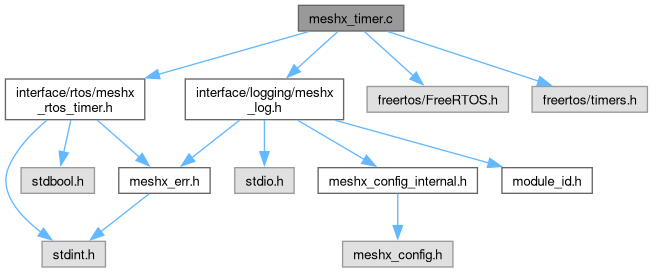 meshx_timer.c
interface/rtos/meshx
_rtos_timer.h
interface/logging/meshx
_log.h
freertos/FreeRTOS.h
freertos/timers.h
stdbool.h
meshx_err.h
stdio.h
meshx_config_internal.h
module_id.h
stdint.h
meshx_config.h